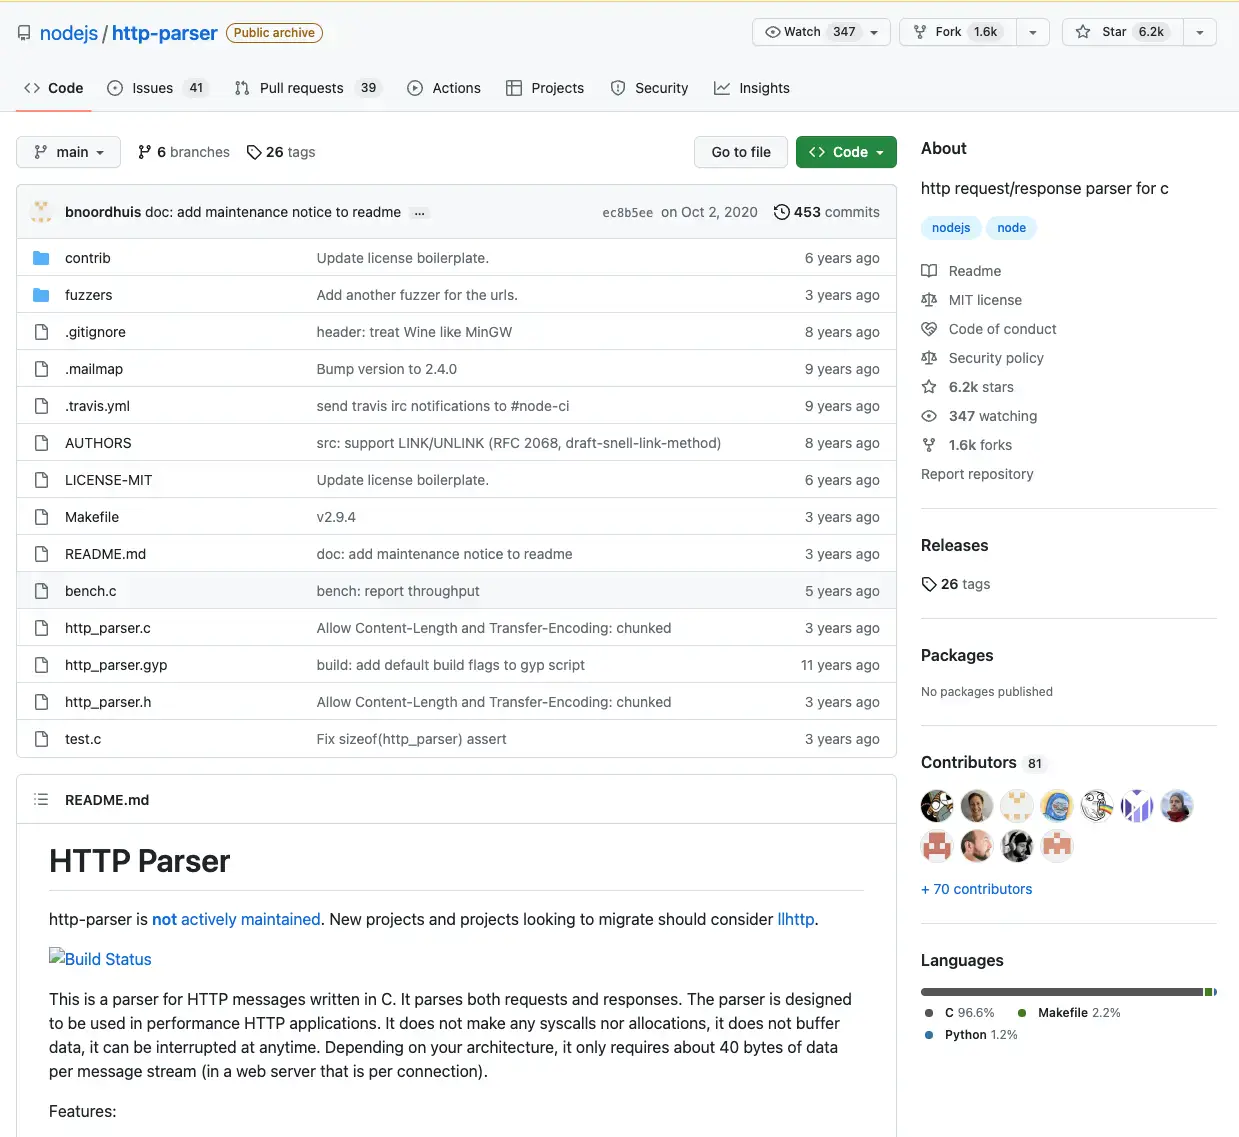 nodejs / http-parser Public archive Watch 347 Fork 1.6k Star 6.2k
Code Issues 41 Pull requests 39 Actions Projects Security Insights
main 6 branches 26 tags Go to file Code
bnoordhuis doc: add maintenance notice to readme ... ec8b5ee on Oct 2, 2020 453 commits
contrib Update license boilerplate. 6 years ago
fuzzers Add another fuzzer for the urls. 3 years ago
.gitignore header: treat Wine like MinGW 8 years ago
.mailmap Bump version to 2.4.0 9 years ago
.travis.yml send travis irc notifications to #node-ci 9 years ago
AUTHORS src: support LINK/UNLINK (RFC 2068, draft-snell-link-method) 8 years ago
LICENSE-MIT Update license boilerplate. 6 years ago
Makefile v2.9.4 3 years ago
README.md doc: add maintenance notice to readme 3 years ago
bench.c bench: report throughput 5 years ago
http_parser.c Allow Content-Length and Transfer-Encoding: chunked 3 years ago
http_parser.gyp build: add default build flags to gyp script 11 years ago
http_parser.h Allow Content-Length and Transfer-Encoding: chunked 3 years ago
test.c Fix sizeof(http_parser) assert 3 years ago
README.md
HTTP Parser
http-parser is not actively maintained. New projects and projects looking to migrate should consider llhttp.
Build Status
This is a parser for HTTP messages written in C. It parses both requests and responses. The parser is designed
to be used in performance HTTP applications. It does not make any syscalls nor allocations, it does not buffer
data, it can be interrupted at anytime. Depending on your architecture, it only requires about 40 bytes of data
per message stream (in a web server that is per connection).
Features:
About
http request/response parser for c
nodejs node
Readme
MIT license
Code of conduct
Security policy
6.2k stars
347 watching
1.6k forks
Report repository
Releases
26 tags
Packages
No packages published
Contributors 81
+ 70 contributors
Languages
C 96.6% Makefile 2.2%
Python 1.2%